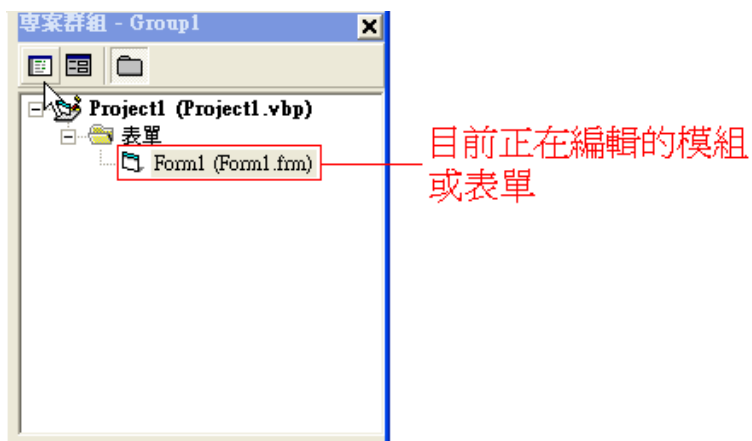 專案群組 - Group1
Project1 (Project1.vbp)
表單
Form1 (Form1.frm)
目前正在編輯的模組
或表單